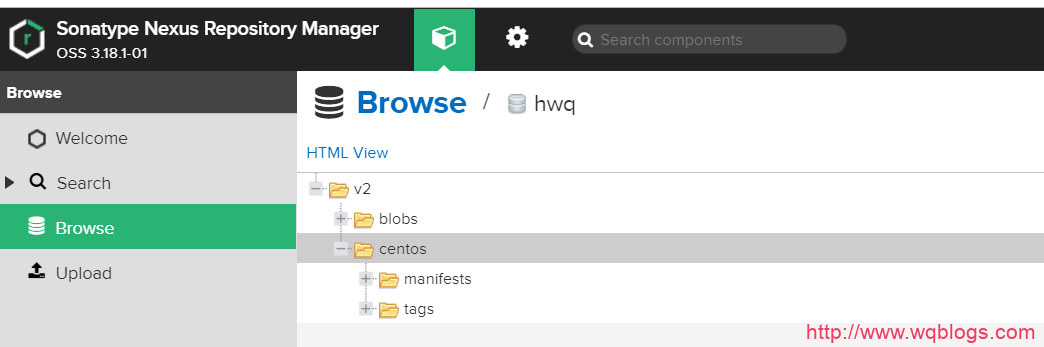 Sonatype Nexus Repository Manager
OSS 3.18.1-01
Search components
Browse
Welcome
Search
Browse
Upload
Browse / hwq
HTML View
v2
blobs
centos
manifests
tags
http://www.wqblogs.com